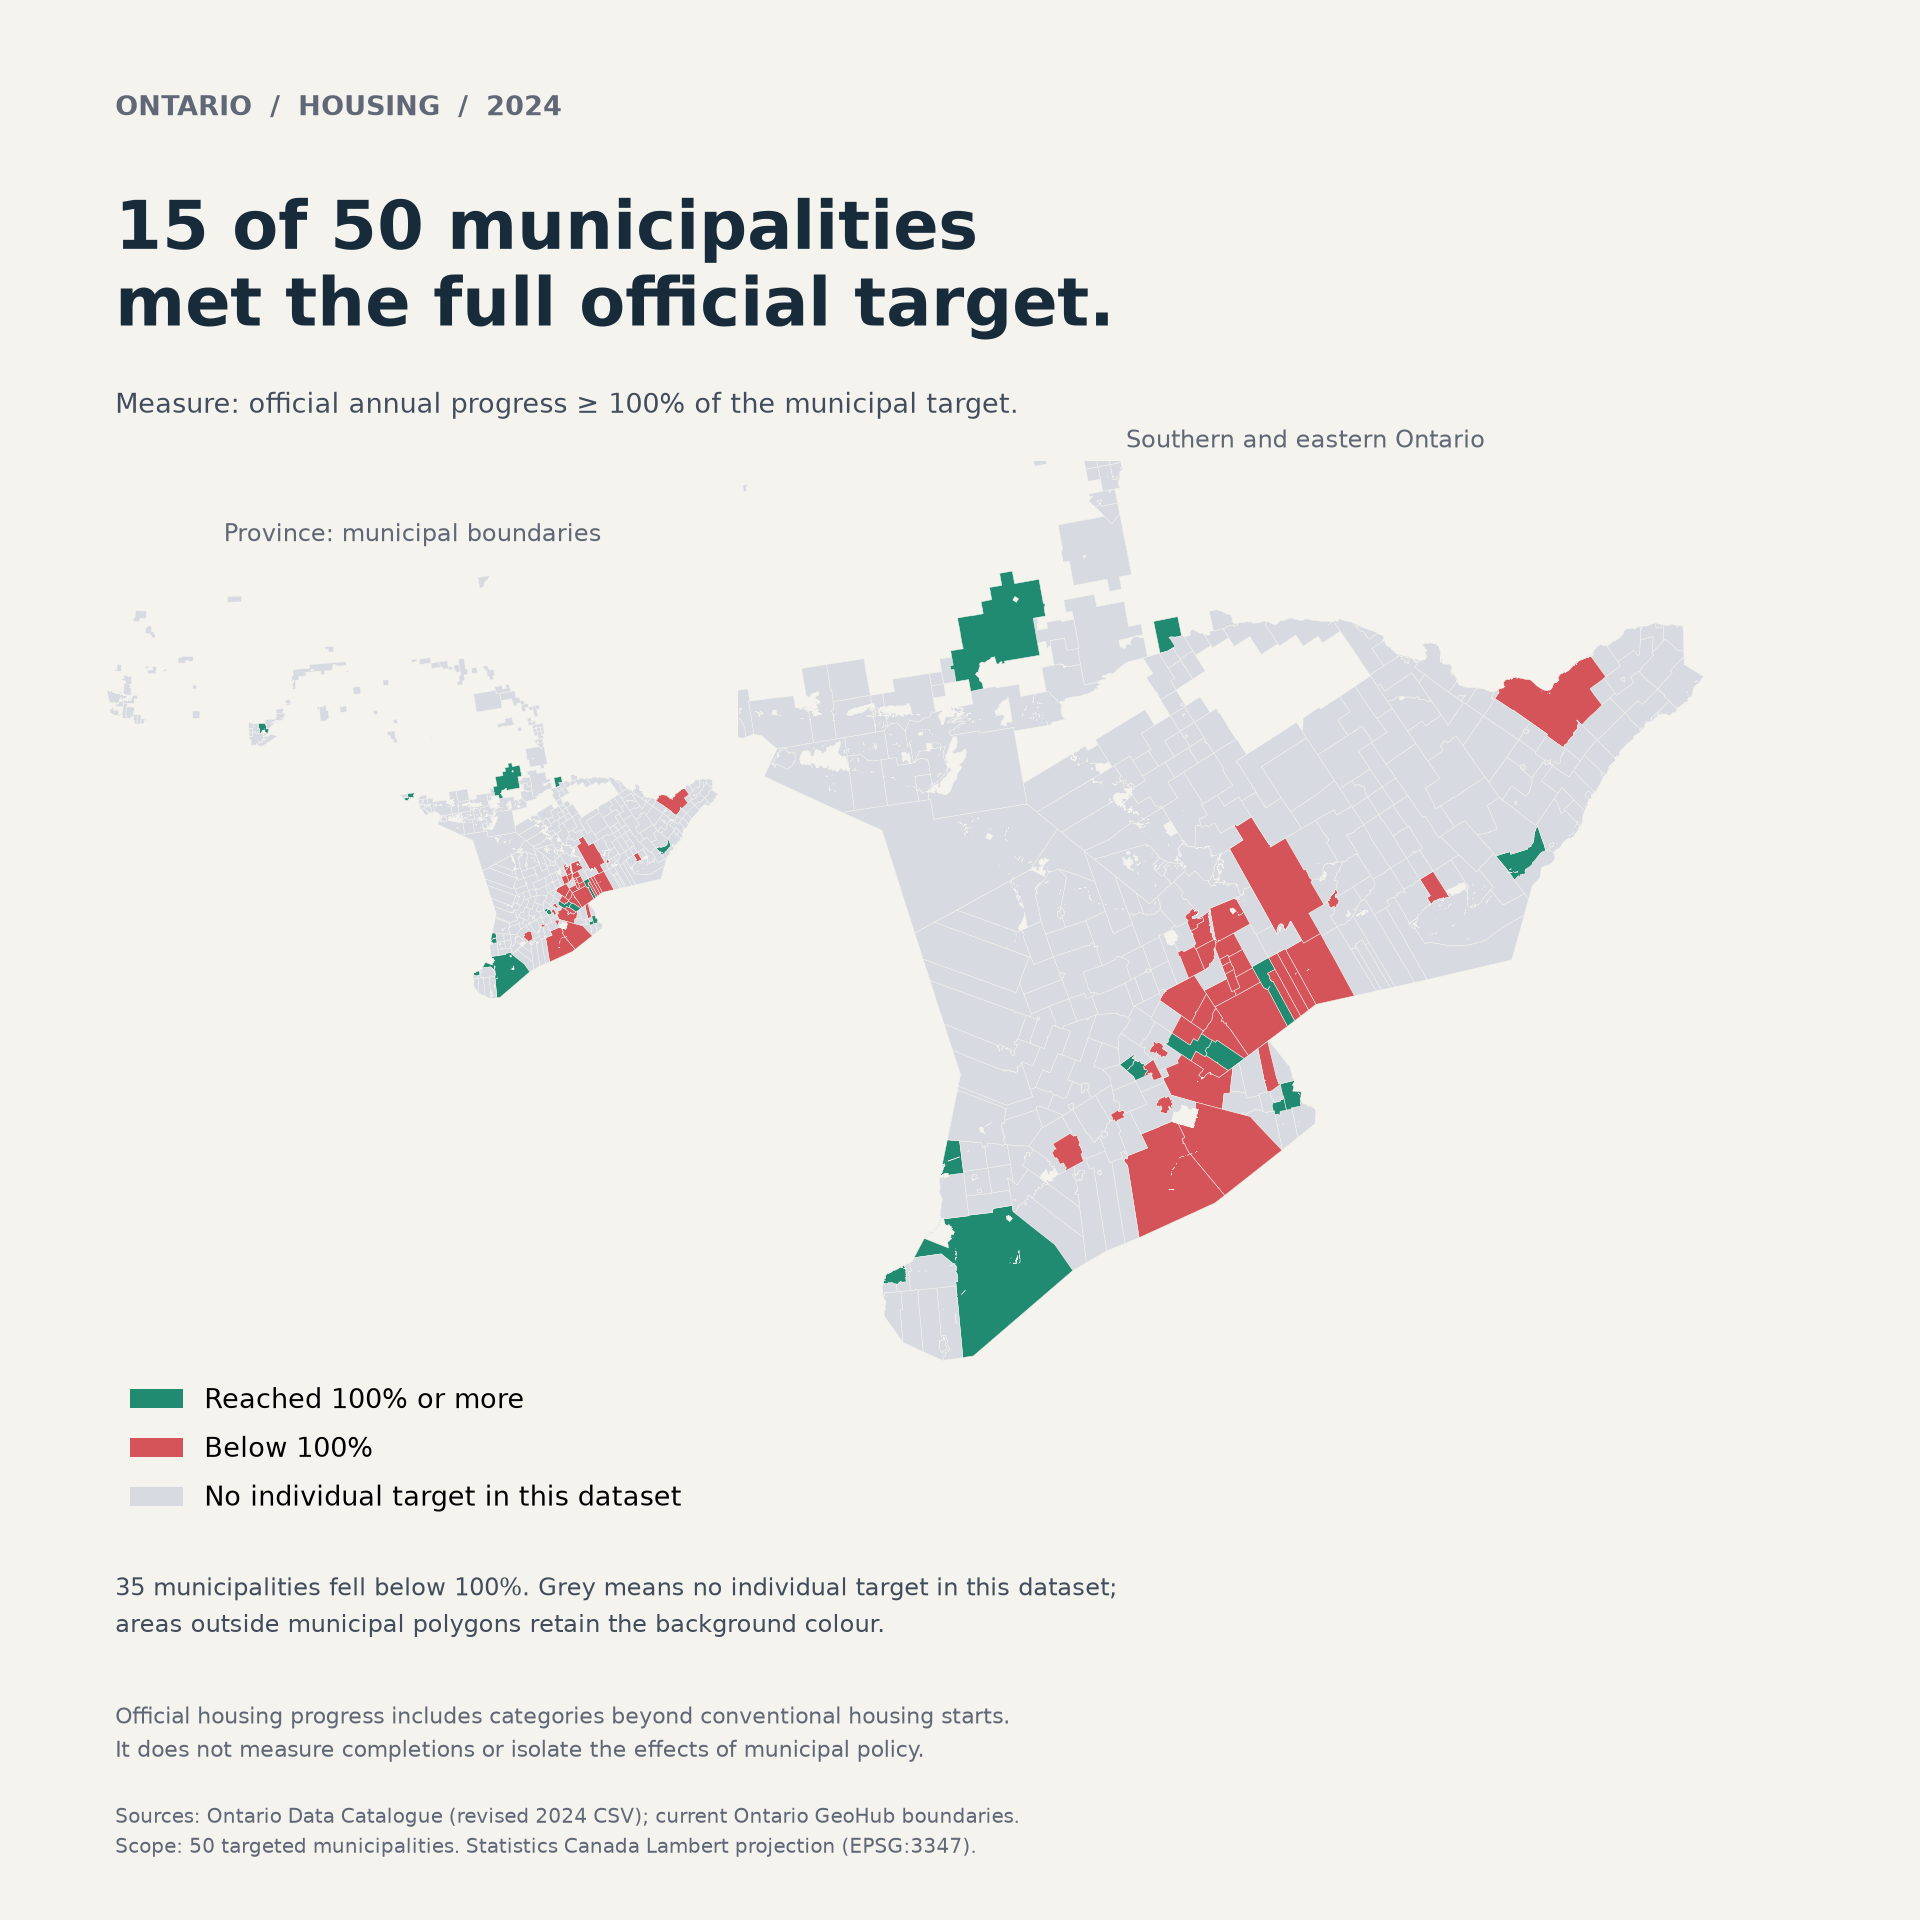 ONTARIO / HOUSING / 2024
15 of 50 municipalities
met the full official target.
Measure: official annual progress ≥ 100% of the municipal target.
Southern and eastern Ontario
Province: municipal boundaries
Reached 100% or more
Below 100%
No individual target in this dataset
35 municipalities fell below 100%. Grey means no individual target in this dataset;
areas outside municipal polygons retain the background colour.
Official housing progress includes categories beyond conventional housing starts.
It does not measure completions or isolate the effects of municipal policy.
Sources: Ontario Data Catalogue (revised 2024 CSV); current Ontario GeoHub boundaries.
Scope: 50 targeted municipalities. Statistics Canada Lambert projection (EPSG:3347).